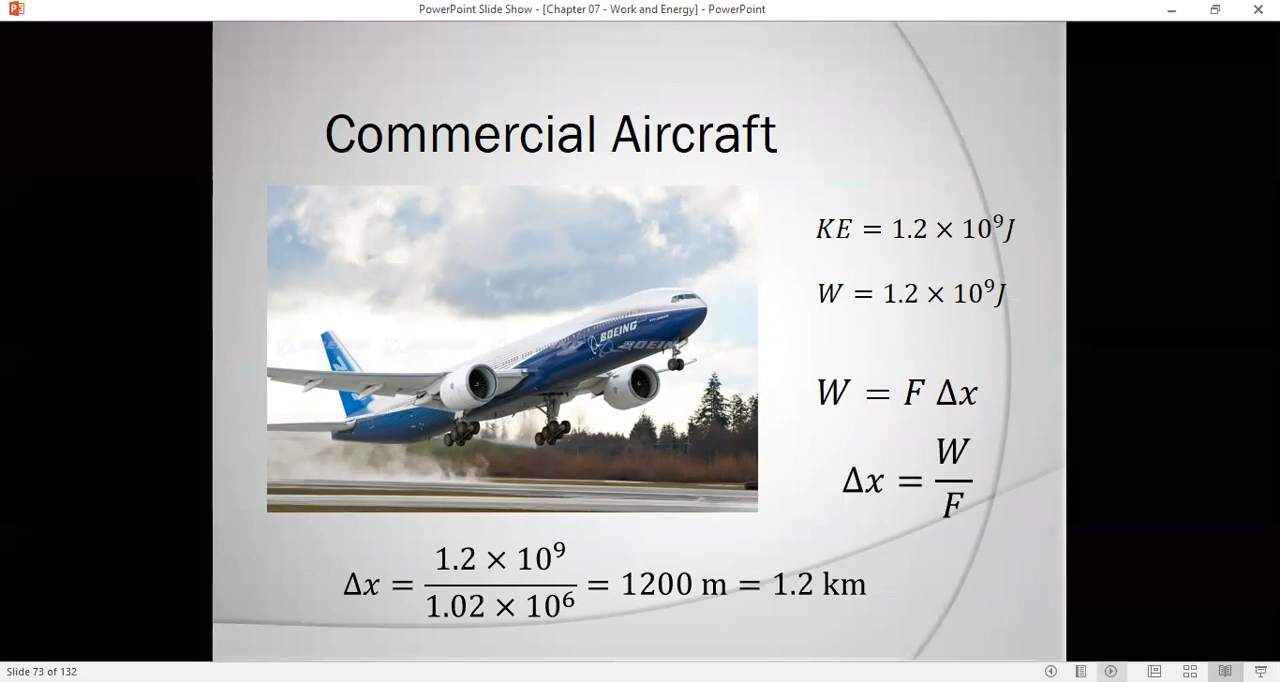 PowerPoint Slide Show - [Chapter 07 - Work and Energy] - PowerPoint
Commercial Aircraft
KE = 1.2 × 10⁹J
W = 1.2 × 10⁹J
BOEING
W = F Δx
Δx = W/F
Δx = 1.2 × 10⁹/1.02 × 10⁶ = 1200 m = 1.2 km
Slide 73 of 132